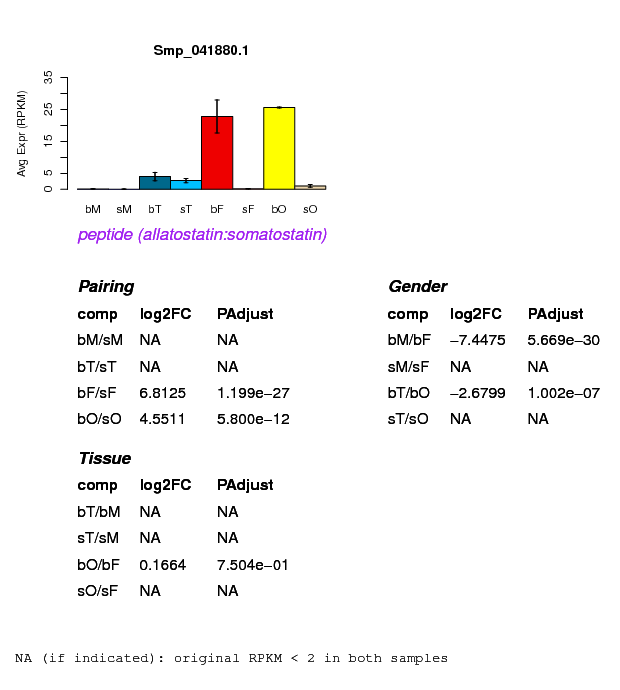 Smp_041880.1
Avg Expr (RPKM)
35
25
15
5
0
bM sM bT sT bF sF bO sO
peptide (allatostatin:somatostatin)
Pairing
comp log2FC PAdjust
bM/sM NA NA
bT/sT NA NA
bF/sF 6.8125 1.199e−27
bO/sO 4.5511 5.800e−12
Gender
comp log2FC PAdjust
bM/bF −7.4475 5.669e−30
sM/sF NA NA
bT/bO −2.6799 1.002e−07
sT/sO NA NA
Tissue
comp log2FC PAdjust
bT/bM NA NA
sT/sM NA NA
bO/bF 0.1664 7.504e−01
sO/sF NA NA
NA (if indicated): original RPKM < 2 in both samples